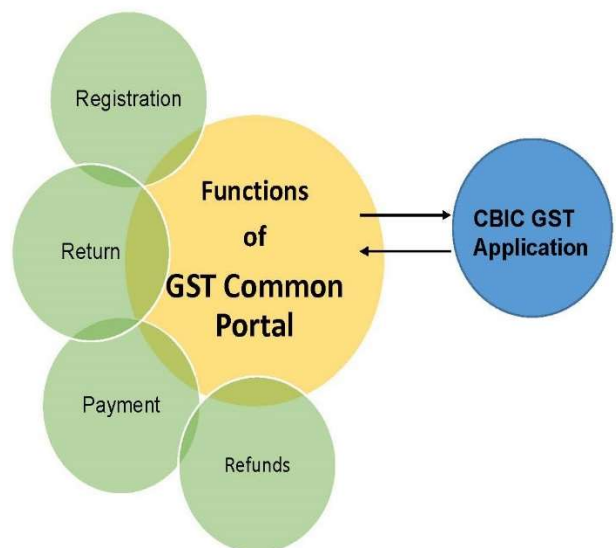 Registration
Return
Payment
Refunds
Functions
of
GST Common
Portal
CBIC GST
Application